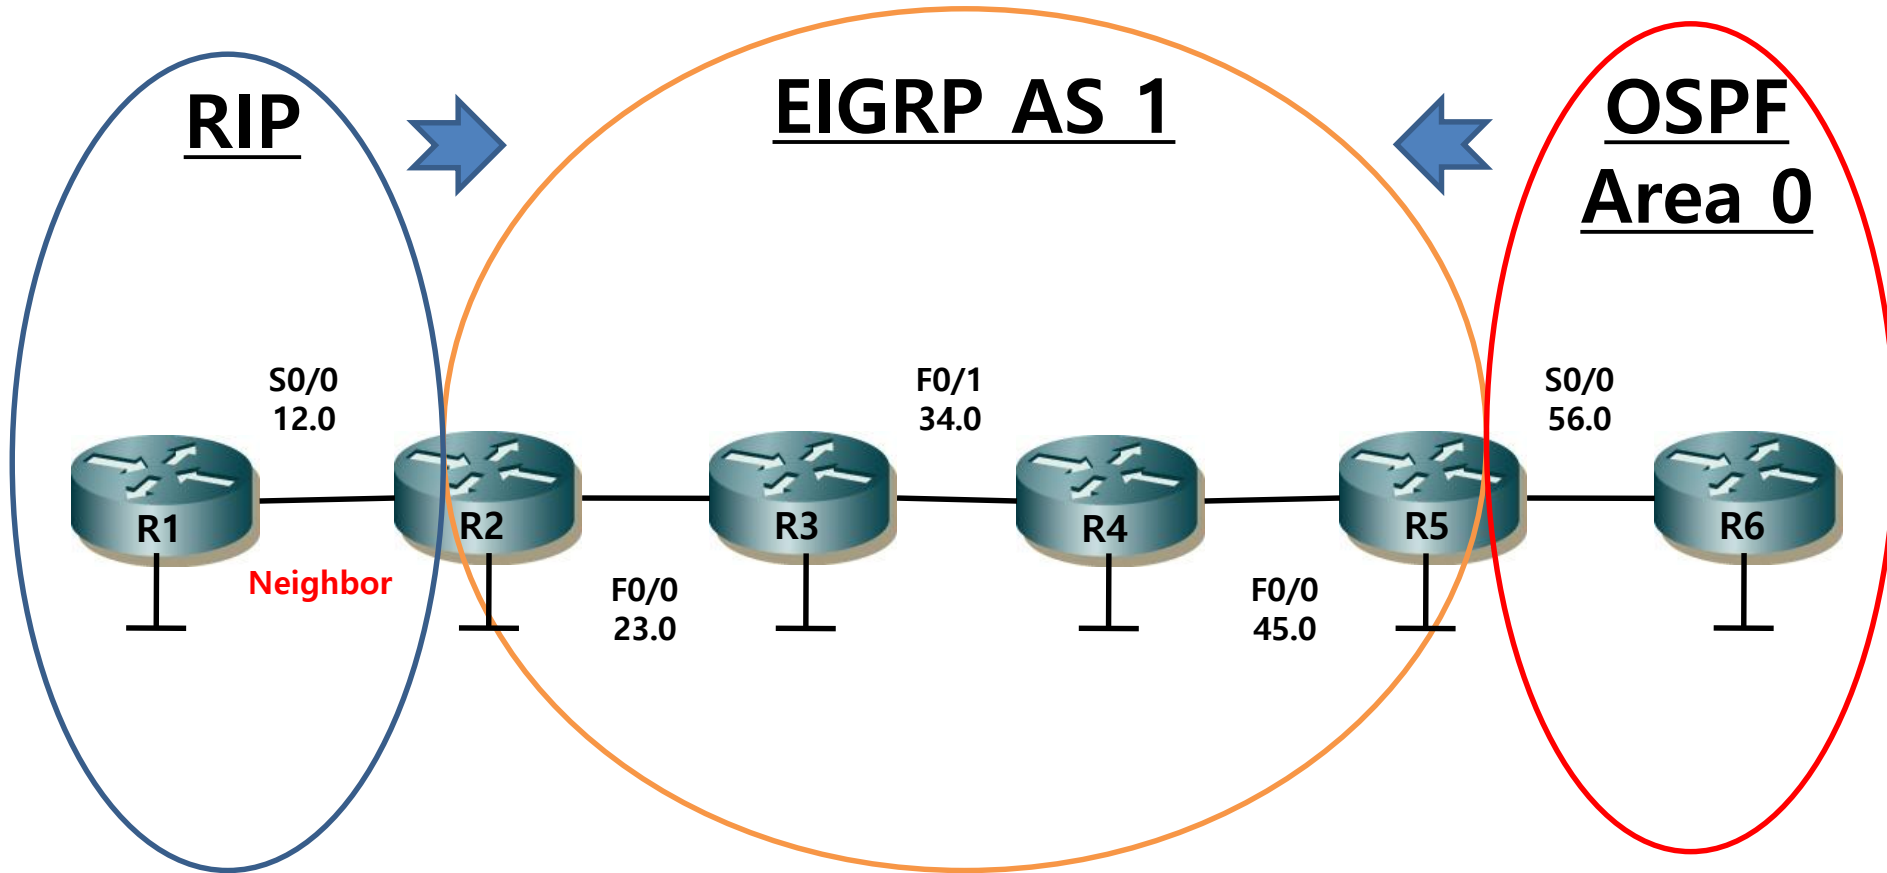 RIP
EIGRP AS 1
OSPF
Area 0
S0/0
12.0
F0/1
34.0
S0/0
56.0
R1
R2
R3
R4
R5
R6
Neighbor
F0/0
23.0
F0/0
45.0